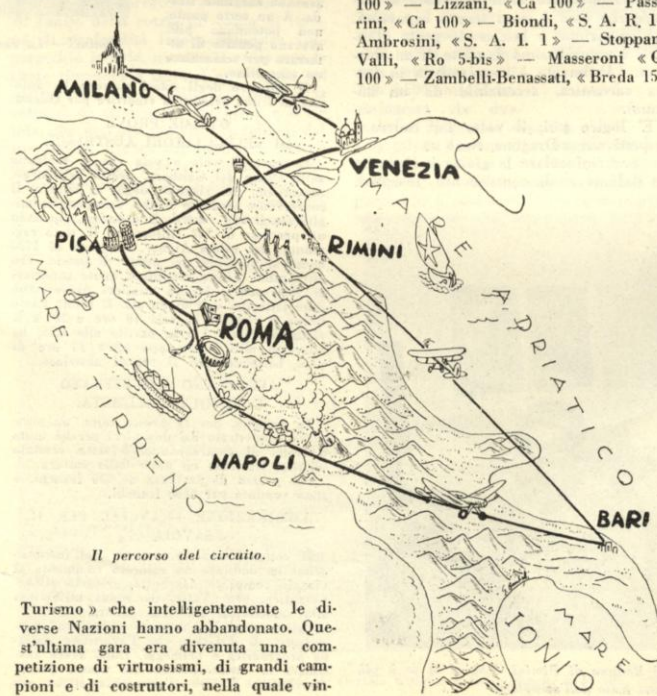 100 » — Lizzani, « Ca 100 » —
rini, « Ca 100 » — Biondi, « S. A. R. 1
Ambrosini, « S. A. I. 1 » — Stoppan
Valli, « Ro 5-bis » — Masseroni «
100 » — Zambelli-Benassati, « Breda 15
MILANO
VENEZIA
MARE ADRIATICO
PISA
RIMINI
MARE TIRRENO
ROMA
NAPOLI
BARI
MARE IONIO
Il percorso del circuito.
Turismo » che intelligentemente le di-
verse Nazioni hanno abbandonato. Que-
st'ultima gara era divenuta una com-
petizione di virtuosismi, di grandi cam-
pioni e di costruttori, nella quale vin-